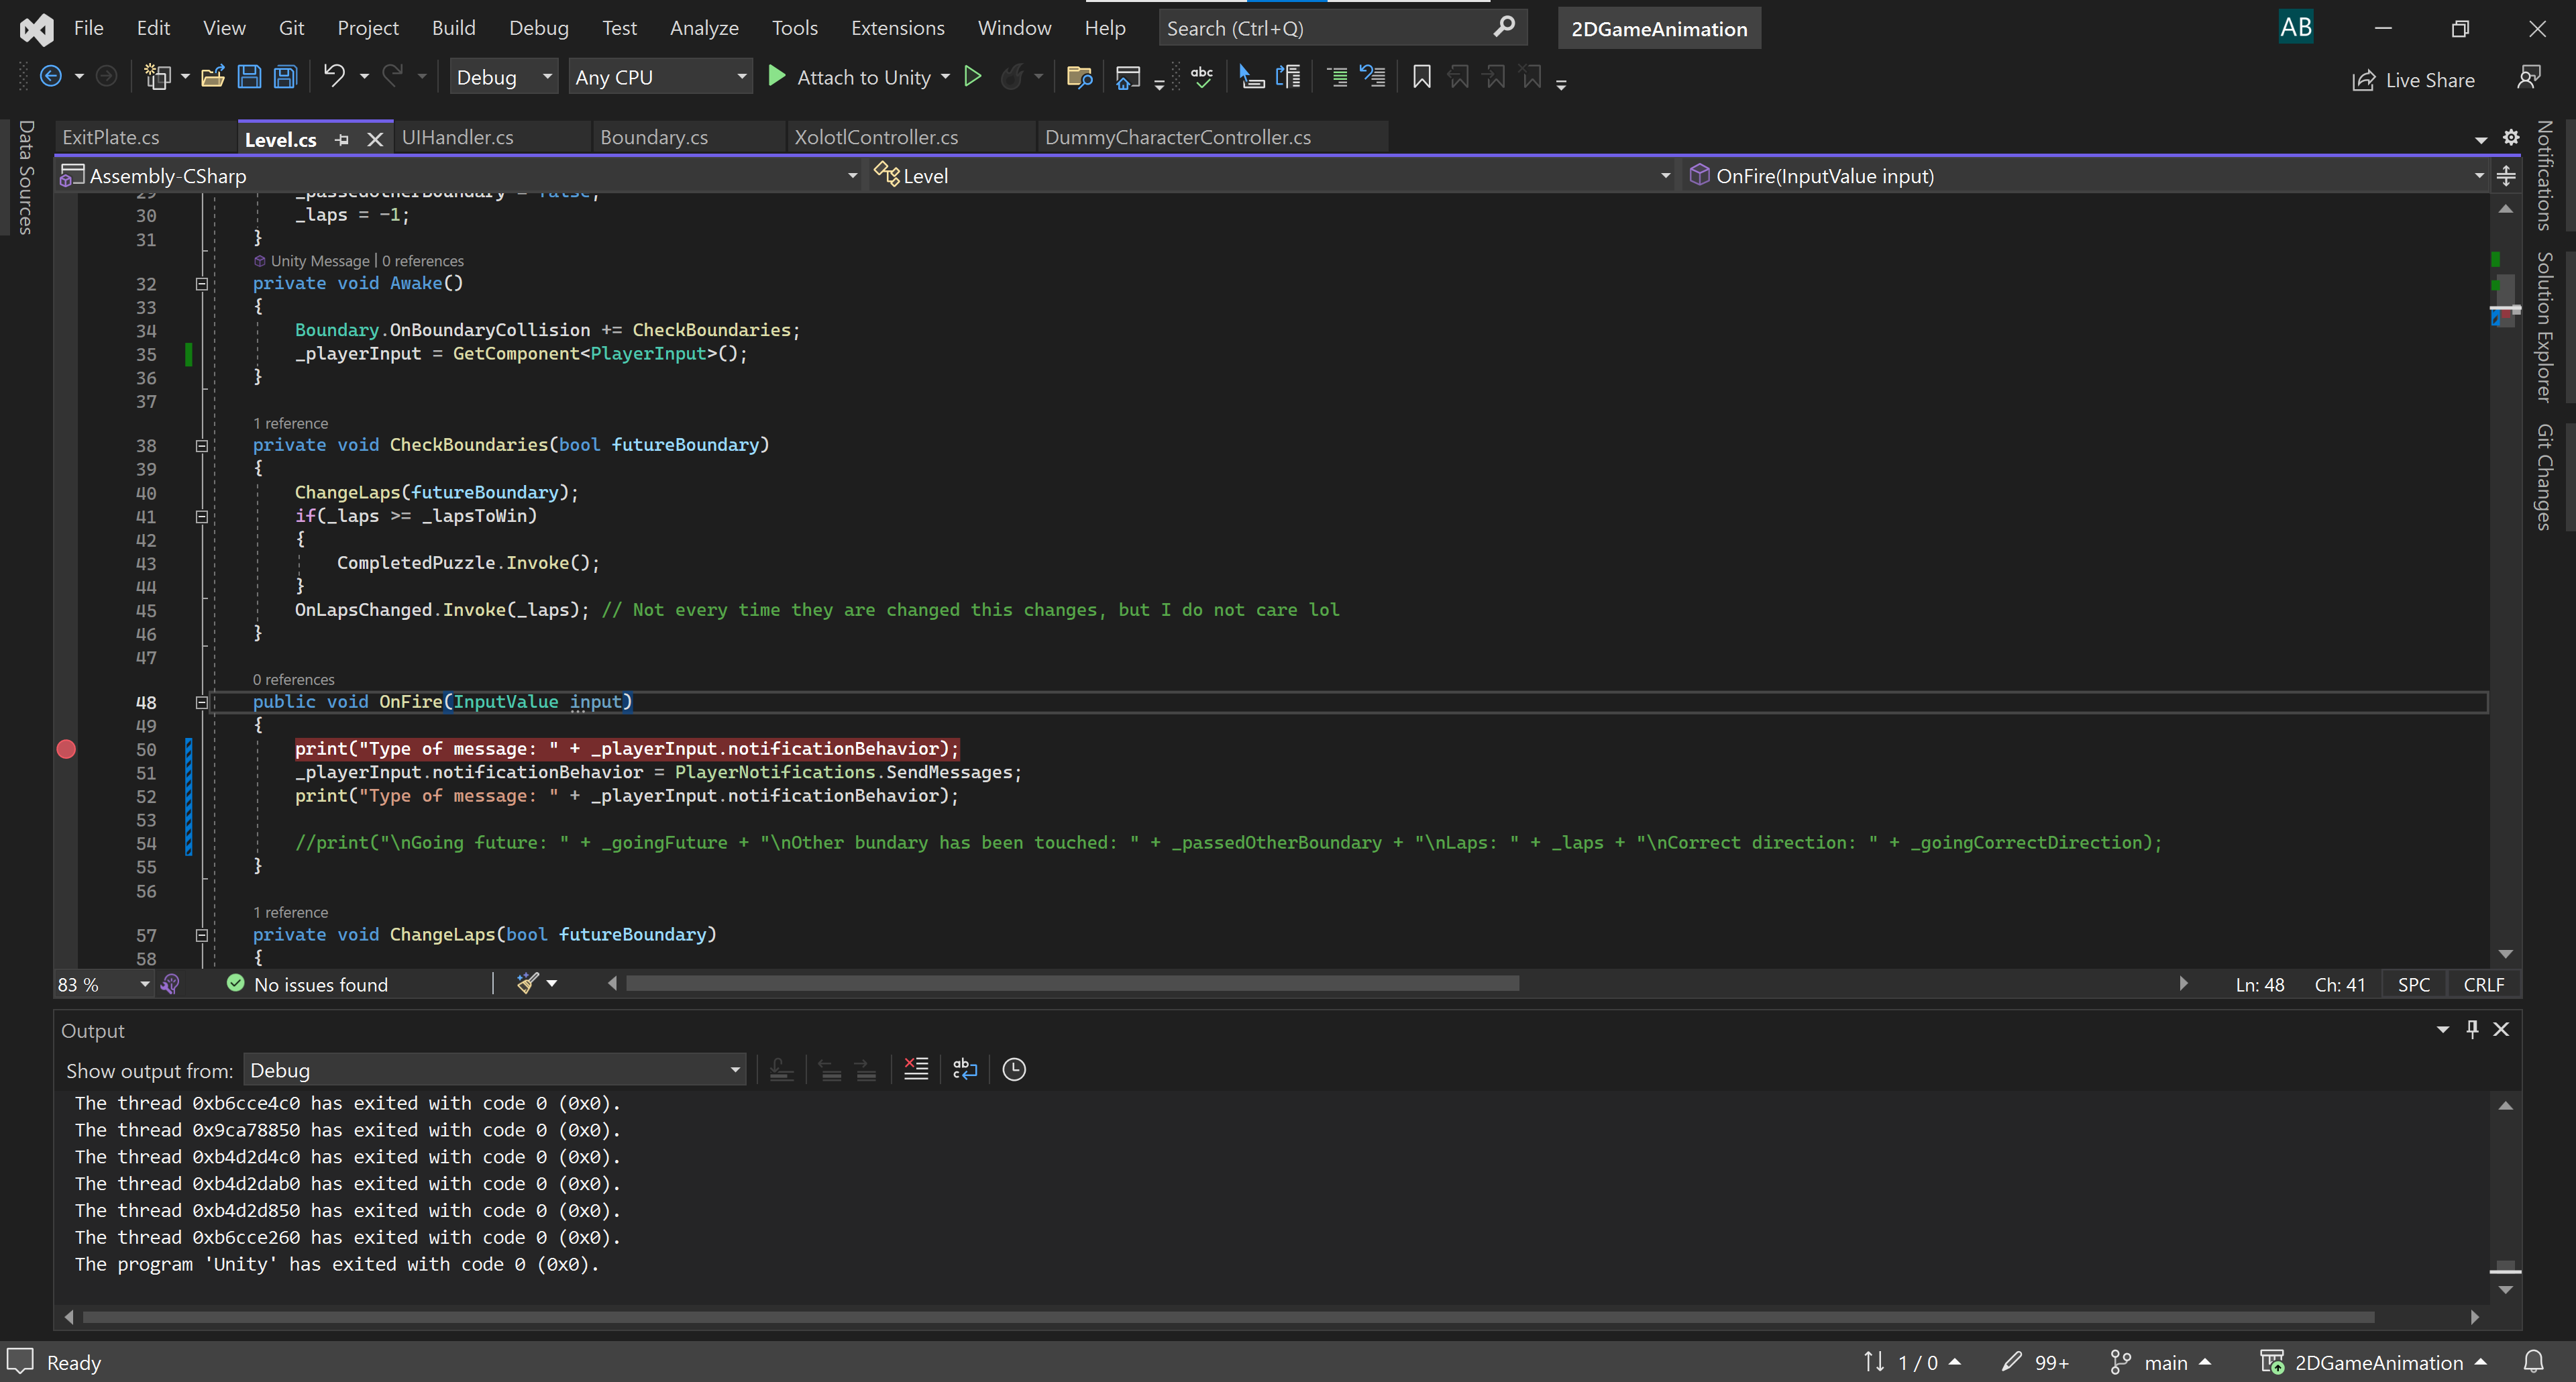 File Edit View Git Project Build Debug Test Analyze Tools Extensions Window Help Search (Ctrl+Q) 2DGameAnimation AB
Debug Any CPU Attach to Unity abc Live Share
Data Sources
ExitPlate.cs Level.cs UIHandler.cs Boundary.cs XolotlController.cs DummyCharacterController.cs
Notifications
Solution Explorer
Git Changes
Assembly-CSharp Level OnFire(InputValue input)
29 _passedOtherBoundary = false;
30 _laps = -1;
31 }
Unity Message | 0 references
32 private void Awake()
33 {
34 Boundary.OnBoundaryCollision += CheckBoundaries;
35 _playerInput = GetComponent<PlayerInput>();
36 }
37
1 reference
38 private void CheckBoundaries(bool futureBoundary)
39 {
40 ChangeLaps(futureBoundary);
41 if(_laps >= _lapsToWin)
42 {
43 CompletedPuzzle.Invoke();
44 }
45 OnLapsChanged.Invoke(_laps); // Not every time they are changed this changes, but I do not care lol
46 }
47
0 references
48 public void OnFire(InputValue input)
49 {
50 print("Type of message: " + _playerInput.notificationBehavior);
51 _playerInput.notificationBehavior = PlayerNotifications.SendMessages;
52 print("Type of message: " + _playerInput.notificationBehavior);
53
54 //print("\nGoing future: " + _goingFuture + "\nOther bundary has been touched: " + _passedOtherBoundary + "\nLaps: " + _laps + "\nCorrect direction: " + _goingCorrectDirection);
55 }
56
1 reference
57 private void ChangeLaps(bool futureBoundary)
58 {
83 % No issues found Ln: 48 Ch: 41 SPC CRLF
Output
Show output from: Debug
The thread 0xb6cce4c0 has exited with code 0 (0x0).
The thread 0x9ca78850 has exited with code 0 (0x0).
The thread 0xb4d2d4c0 has exited with code 0 (0x0).
The thread 0xb4d2dab0 has exited with code 0 (0x0).
The thread 0xb4d2d850 has exited with code 0 (0x0).
The thread 0xb6cce260 has exited with code 0 (0x0).
The program 'Unity' has exited with code 0 (0x0).
Ready 1 / 0 99+ main 2DGameAnimation